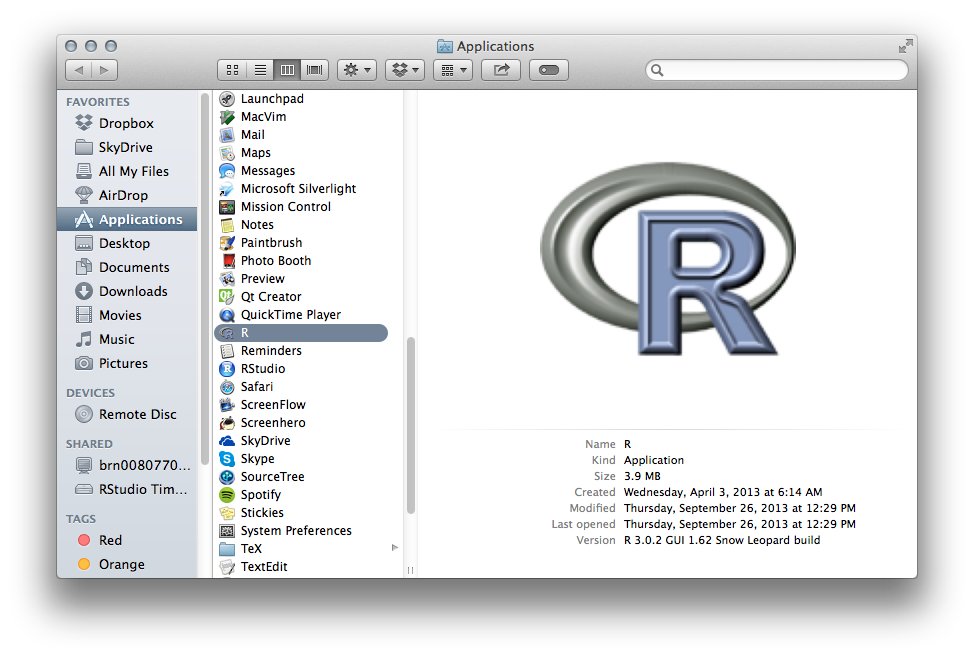 Applications
FAVORITES
Dropbox
SkyDrive
All My Files
AirDrop
Applications
Desktop
Documents
Downloads
Movies
Music
Pictures
DEVICES
Remote Disc
SHARED
brn0080770...
RStudio Tim...
TAGS
Red
Orange
Launchpad
MacVim
Mail
Maps
Messages
Microsoft Silverlight
Mission Control
Notes
Paintbrush
Photo Booth
Preview
Qt Creator
QuickTime Player
R
Reminders
RStudio
Safari
ScreenFlow
Screenhero
SkyDrive
Skype
SourceTree
Spotify
Stickies
System Preferences
TeX
TextEdit
R
Name R
Kind Application
Size 3.9 MB
Created Wednesday, April 3, 2013 at 6:14 AM
Modified Thursday, September 26, 2013 at 12:29 PM
Last opened Thursday, September 26, 2013 at 12:29 PM
Version R 3.0.2 GUI 1.62 Snow Leopard build